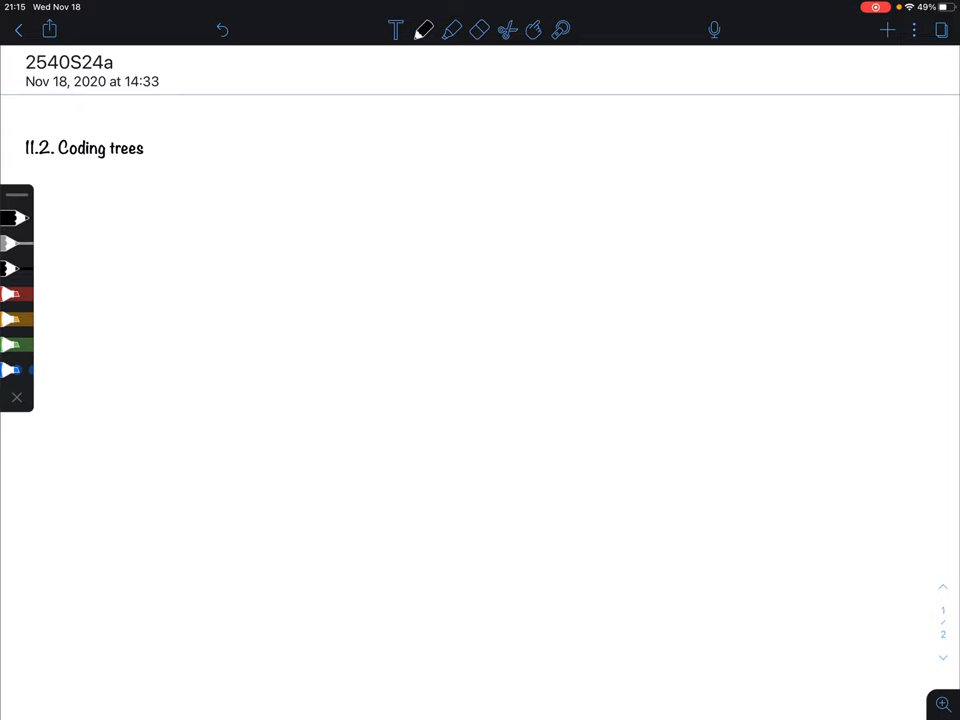 21:15 Wed Nov 18
49%
T
2540S24a
Nov 18, 2020 at 14:33
11.2. Coding trees
1
/
2